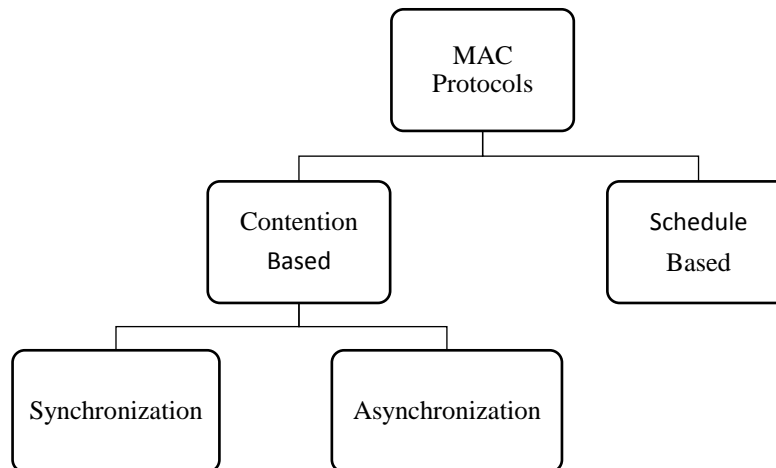 MAC
Protocols
Contention
Based
Schedule
Based
Synchronization
Asynchronization